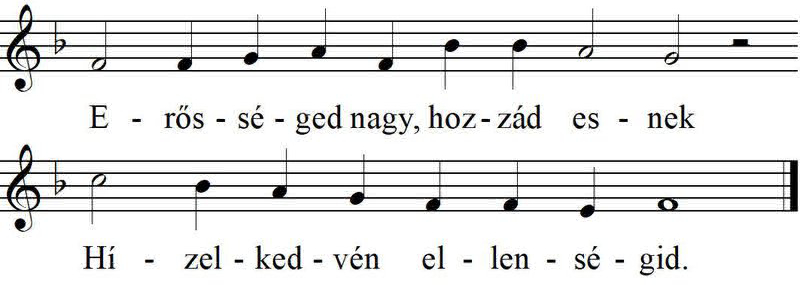 E - rős - sé - ged nagy, hoz - zád es - nek
Hí - zel - ked - vén el - len - sé - gid.